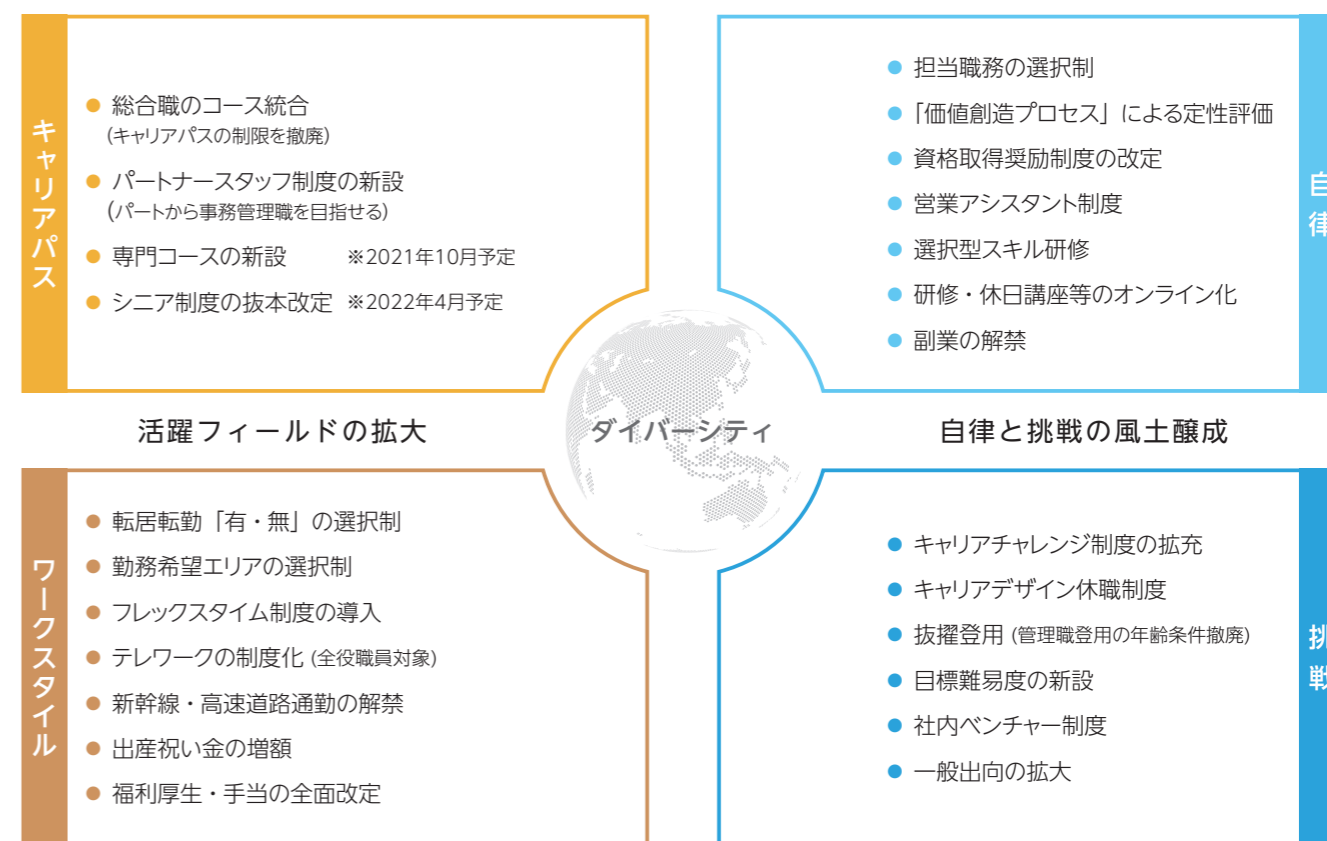 キャリアパス
● 総合職のコース統合
(キャリアパスの制限を撤廃)
● パートナースタッフ制度の新設
(パートから事務管理職を目指せる)
● 専門コースの新設 ※2021年10月予定
● シニア制度の抜本改定 ※2022年4月予定
● 担当職務の選択制
● 「価値創造プロセス」による定性評価
● 資格取得奨励制度の改定
● 営業アシスタント制度
● 選択型スキル研修
● 研修・休日講座等のオンライン化
● 副業の解禁
自律
活躍フィールドの拡大
ダイバーシティ
自律と挑戦の風土醸成
ワークスタイル
● 転居転勤「有・無」の選択制
● 勤務希望エリアの選択制
● フレックスタイム制度の導入
● テレワークの制度化 (全役職員対象)
● 新幹線・高速道路通勤の解禁
● 出産祝い金の増額
● 福利厚生・手当の全面改定
● キャリアチャレンジ制度の拡充
● キャリアデザイン休職制度
● 抜擢登用 (管理職登用の年齢条件撤廃)
● 目標難易度の新設
● 社内ベンチャー制度
● 一般出向の拡大
挑戦